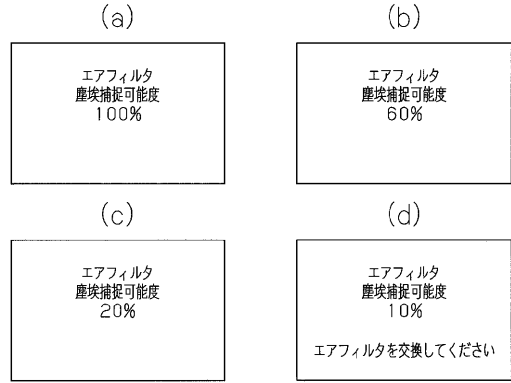 (a)
エアフィルタ
塵埃捕捉可能度
100%
(b)
エアフィルタ
塵埃捕捉可能度
60%
(c)
エアフィルタ
塵埃捕捉可能度
20%
(d)
エアフィルタ
塵埃捕捉可能度
10%
エアフィルタを交換してください